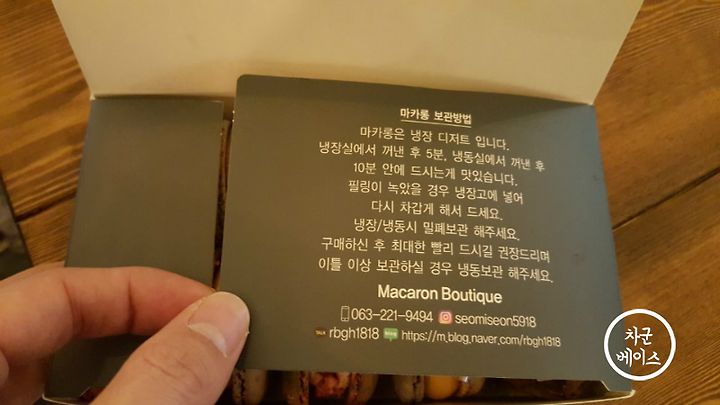 마카롱 보관방법
마카롱은 냉장 디저트 입니다.
냉장실에서 꺼낸 후 5분, 냉동실에서 꺼낸 후
10분 안에 드시는게 맛있습니다.
필링이 녹았을 경우 냉장고에 넣어
다시 차갑게 해서 드세요.
냉장/냉동시 밀폐보관 해주세요.
구매하신 후 최대한 빨리 드시길 권장드리며
이틀 이상 보관하실 경우 냉동보관 해주세요.
Macaron Boutique
063-221-9494 seomiseon5918
TALK rbgh1818 https://m.blog.naver.com/rbgh1818
차군
베이스